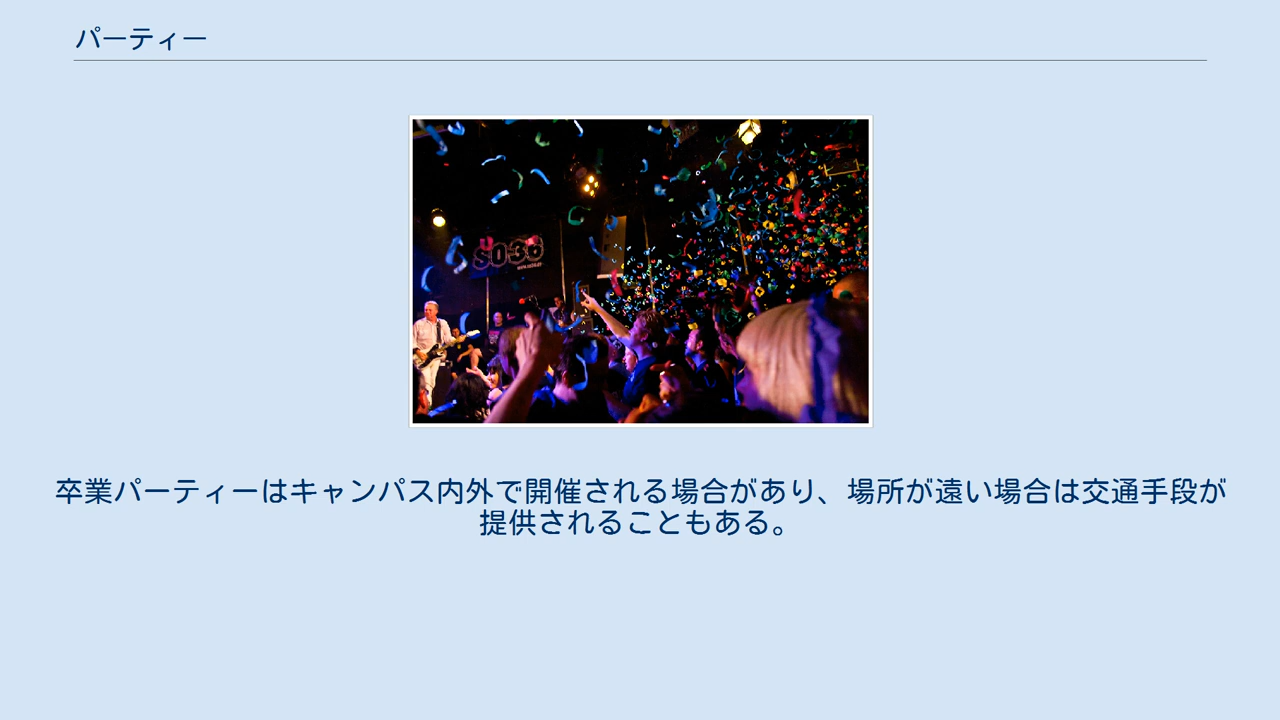 パーティー
SO36
卒業パーティーはキャンパス内外で開催される場合があり、場所が遠い場合は交通手段が
提供されることもある。